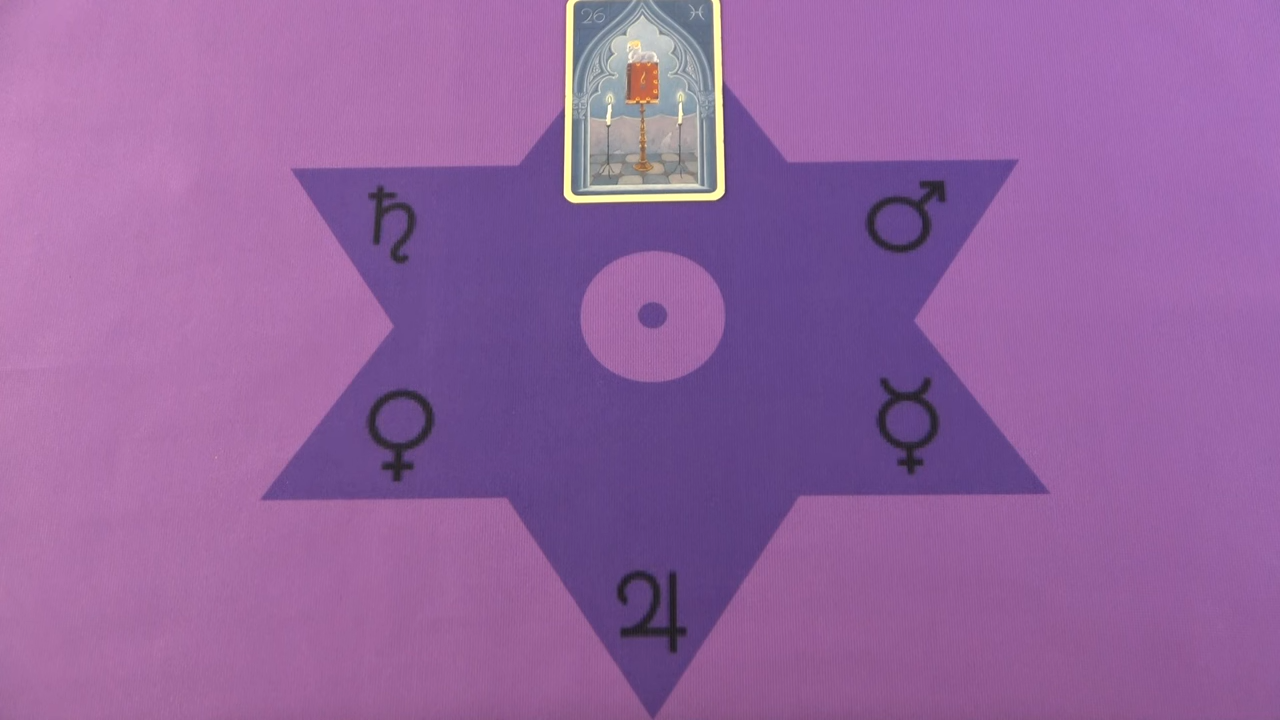 26 ♓
♄ ♂
♀ ☿
♃